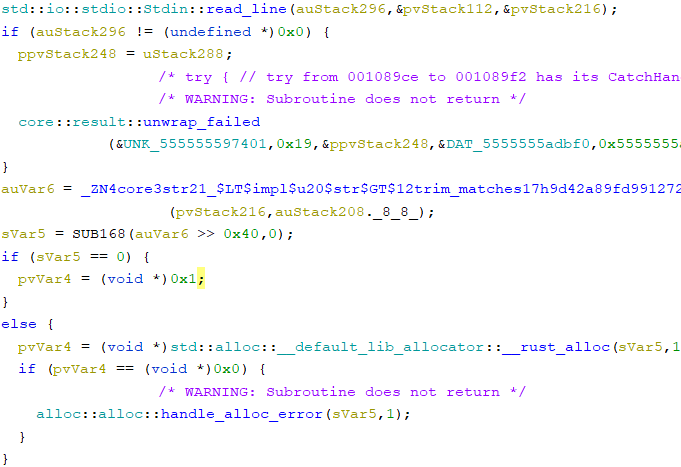 std::io::stdio::Stdin::read_line(auStack296,&pvStack112,&pvStack216);
if (auStack296 != (undefined *)0x0) {
ppvStack248 = uStack288;
/* try { // try from 001089ce to 001089f2 has its CatchHan
/* WARNING: Subroutine does not return */
core::result::unwrap_failed
(&UNK_555555597401,0x19,&ppvStack248,&DAT_5555555adbf0,0x5555555a
}
auVar6 = _ZN4core3str21_$LT$impl$u20$str$GT$12trim_matches17h9d42a89fd991272
(pvStack216,auStack208._8_8_);
sVar5 = SUB168(auVar6 >> 0x40,0);
if (sVar5 == 0) {
pvVar4 = (void *)0x1;
}
else {
pvVar4 = (void *)std::alloc::__default_lib_allocator::__rust_alloc(sVar5,1
if (pvVar4 == (void *)0x0) {
/* WARNING: Subroutine does not return */
alloc::alloc::handle_alloc_error(sVar5,1);
}
}